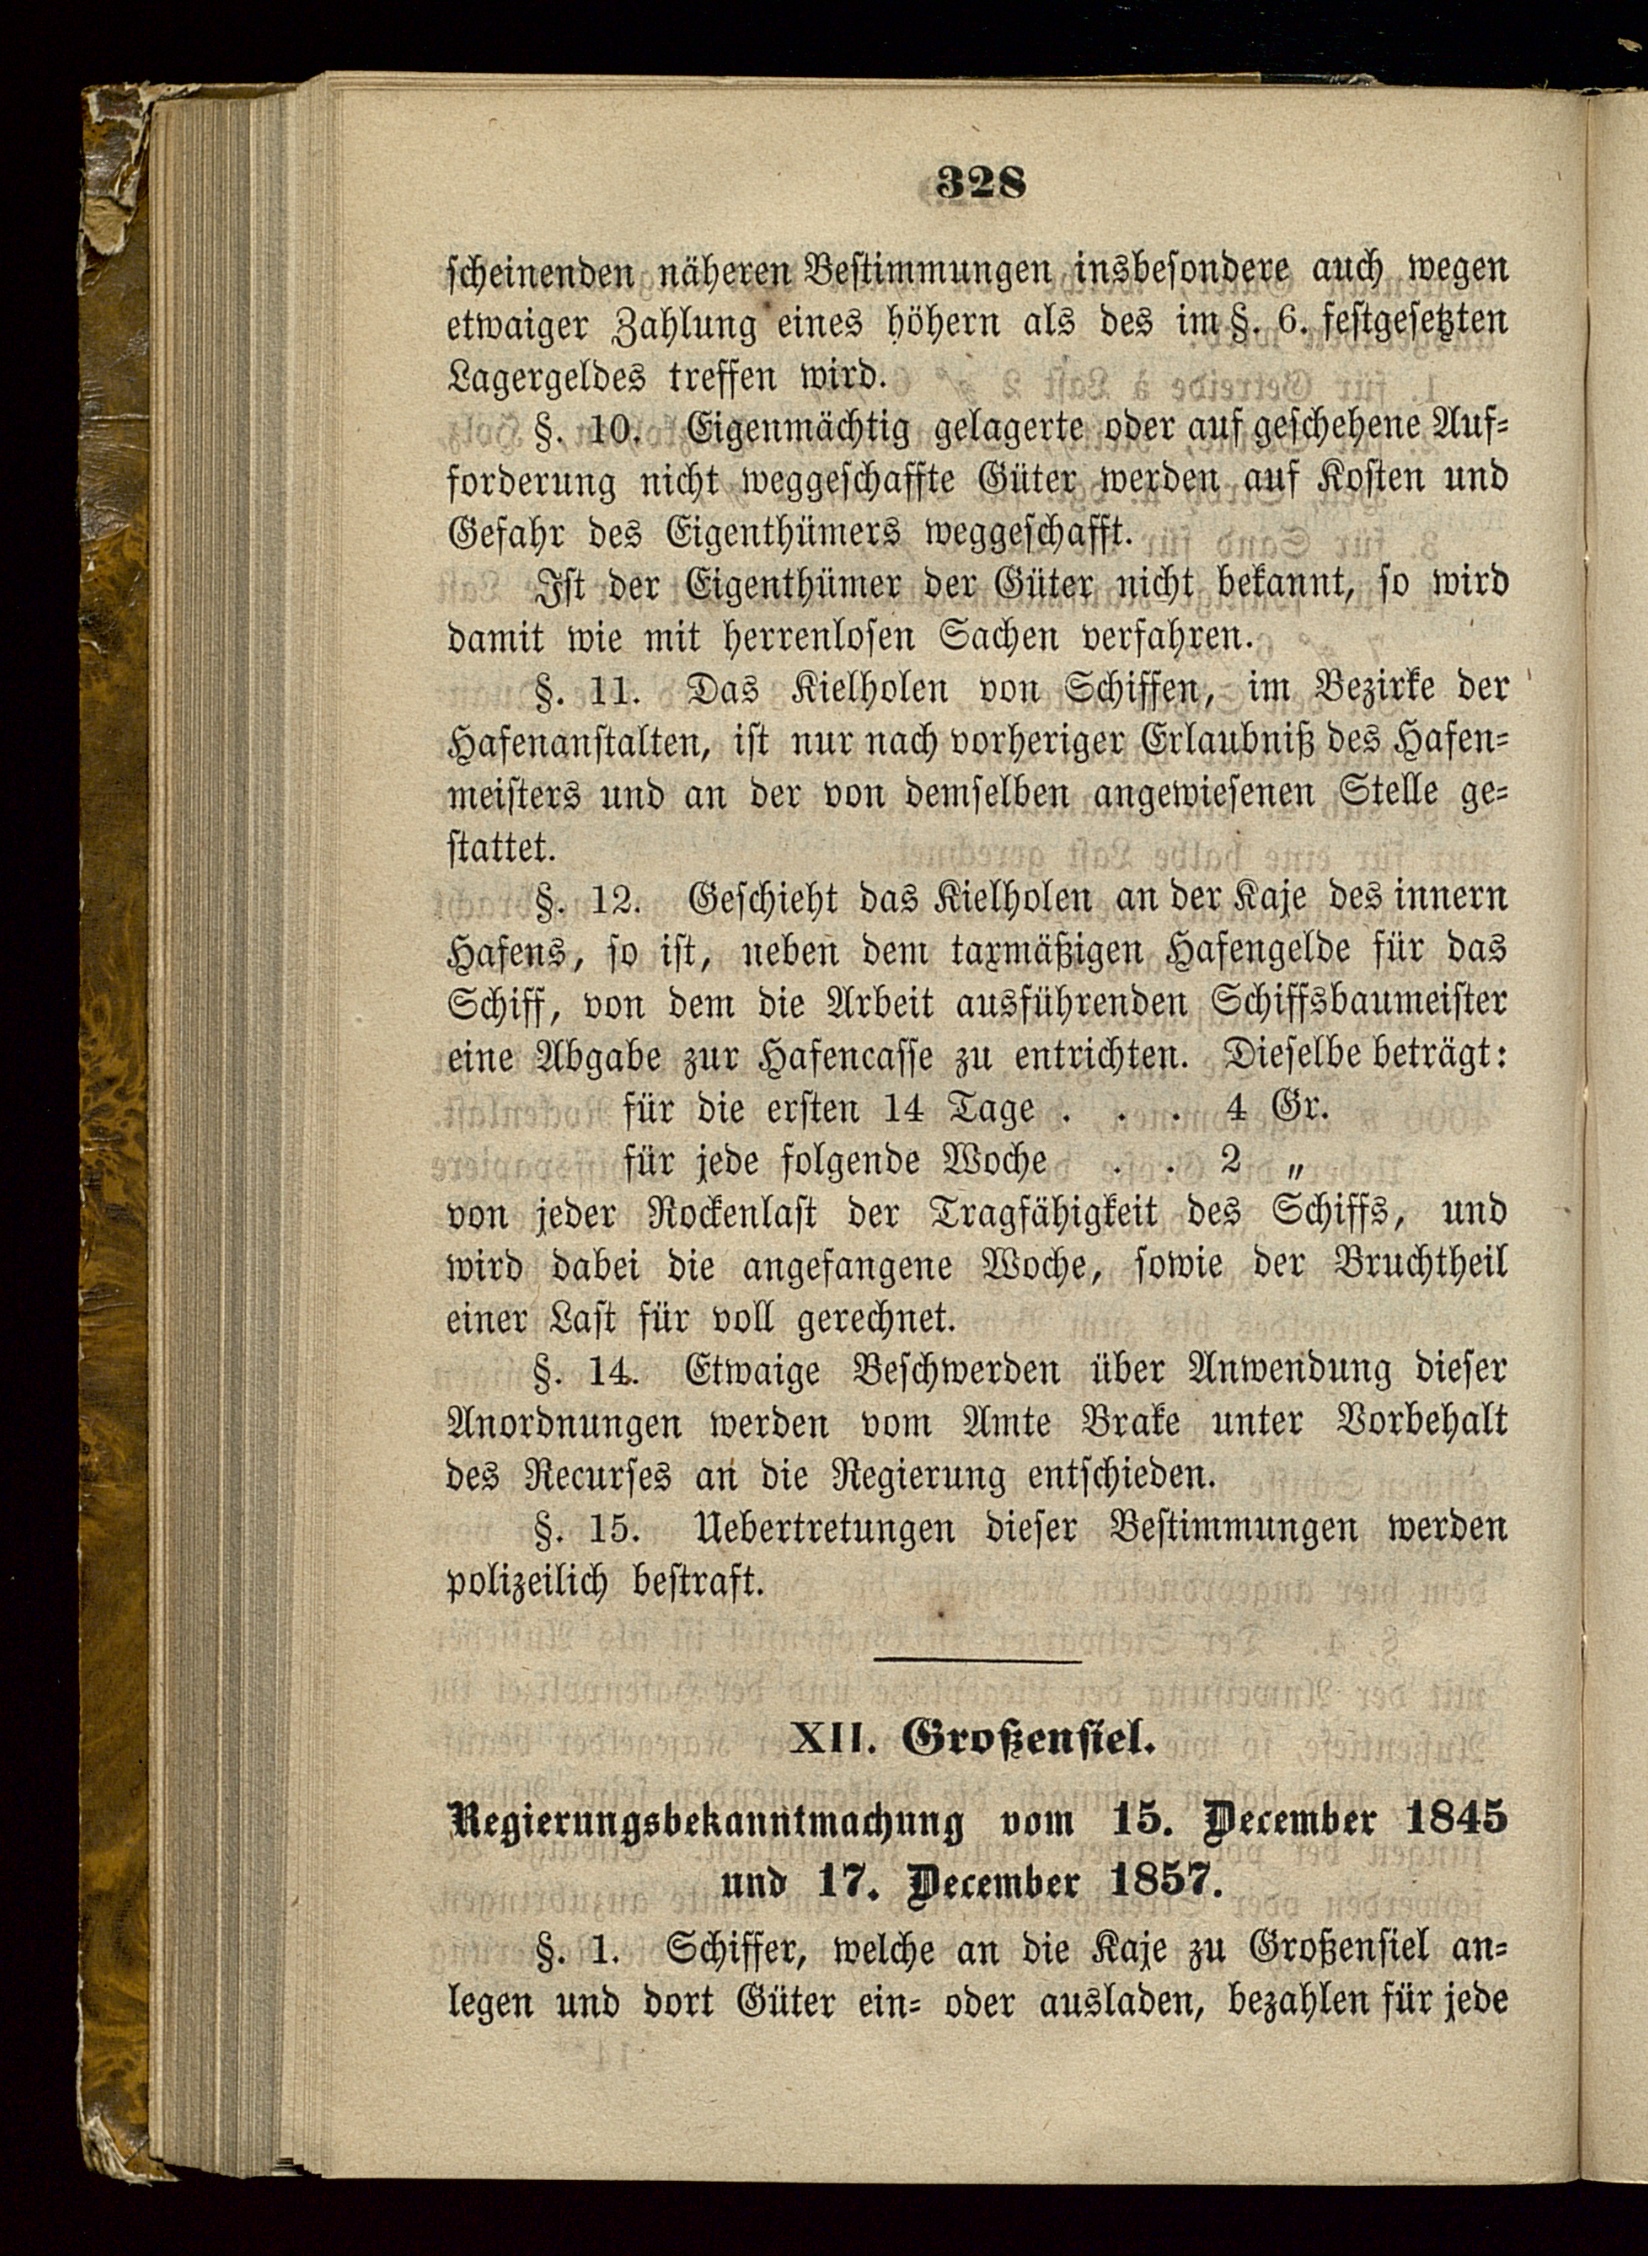 328
scheinenden näheren Bestimmungen insbesondere auch wegen
etwaiger Zahlung eines höhern als des im §. 6. festgesetzten
Lagergeldes treffen wird.
§. 10. Eigenmächtig gelagerte oder auf geschehene Auf-
forderung nicht weggeschaffte Güter werden auf Kosten und
Gefahr des Eigenthümers weggeschafft.
Ist der Eigenthümer der Güter nicht bekannt, so wird
damit wie mit herrenlosen Sachen verfahren.
§. 11. Das Kielholen von Schiffen, im Bezirke der
Hafenanstalten, ist nur nach vorheriger Erlaubniß des Hafen-
meisters und an der von demselben angewiesenen Stelle ge-
stattet.
§. 12. Geschieht das Kielholen an der Kaje des innern
Hafens, so ist, neben dem taxmäßigen Hafengelde für das
Schiff, von dem die Arbeit ausführenden Schiffsbaumeister
eine Abgabe zur Hafencasse zu entrichten. Dieselbe beträgt:
für die ersten 14 Tage . . . 4 Gr.
für jede folgende Woche . . 2 „
von jeder Rockenlast der Tragfähigkeit des Schiffs, und
wird dabei die angefangene Woche, sowie der Bruchtheil
einer Last für voll gerechnet.
§. 14. Etwaige Beschwerden über Anwendung dieser
Anordnungen werden vom Amte Brake unter Vorbehalt
des Recurses an die Regierung entschieden.
§. 15. Uebertretungen dieser Bestimmungen werden
polizeilich bestraft.
XII. Großensiel.
Regierungsbekanntmachung vom 15. December 1845
und 17. December 1857.
§. 1. Schiffer, welche an die Kaje zu Großensiel an-
legen und dort Güter ein- oder ausladen, bezahlen für jede